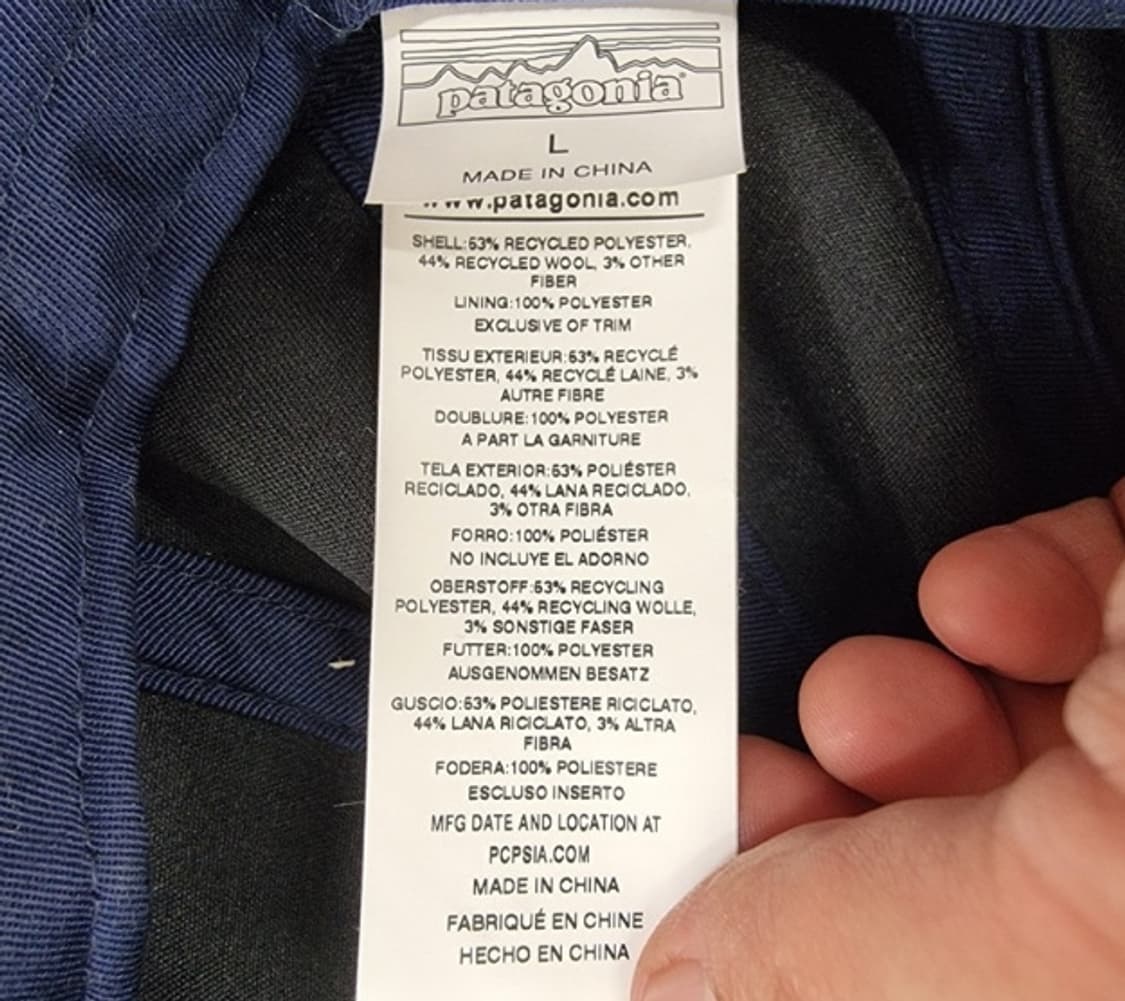 patagonia®
L
MADE IN CHINA
www.patagonia.com
SHELL:53% RECYCLED POLYESTER,
44% RECYCLED WOOL, 3% OTHER
FIBER
LINING:100% POLYESTER
EXCLUSIVE OF TRIM
TISSU EXTERIEUR:53% RECYCLÉ
POLYESTER, 44% RECYCLÉ LAINE, 3%
AUTRE FIBRE
DOUBLURE:100% POLYESTER
A PART LA GARNITURE
TELA EXTERIOR:53% POLIÉSTER
RECICLADO, 44% LANA RECICLADO,
3% OTRA FIBRA
FORRO:100% POLIÉSTER
NO INCLUYE EL ADORNO
OBERSTOFF:53% RECYCLING
POLYESTER, 44% RECYCLING WOLLE,
3% SONSTIGE FASER
FUTTER:100% POLYESTER
AUSGENOMMEN BESATZ
GUSCIO:53% POLIESTERE RICICLATO,
44% LANA RICICLATO, 3% ALTRA
FIBRA
FODERA:100% POLIESTERE
ESCLUSO INSERTO
MFG DATE AND LOCATION AT
PCPSIA.COM
MADE IN CHINA
FABRIQUÉ EN CHINE
HECHO EN CHINA